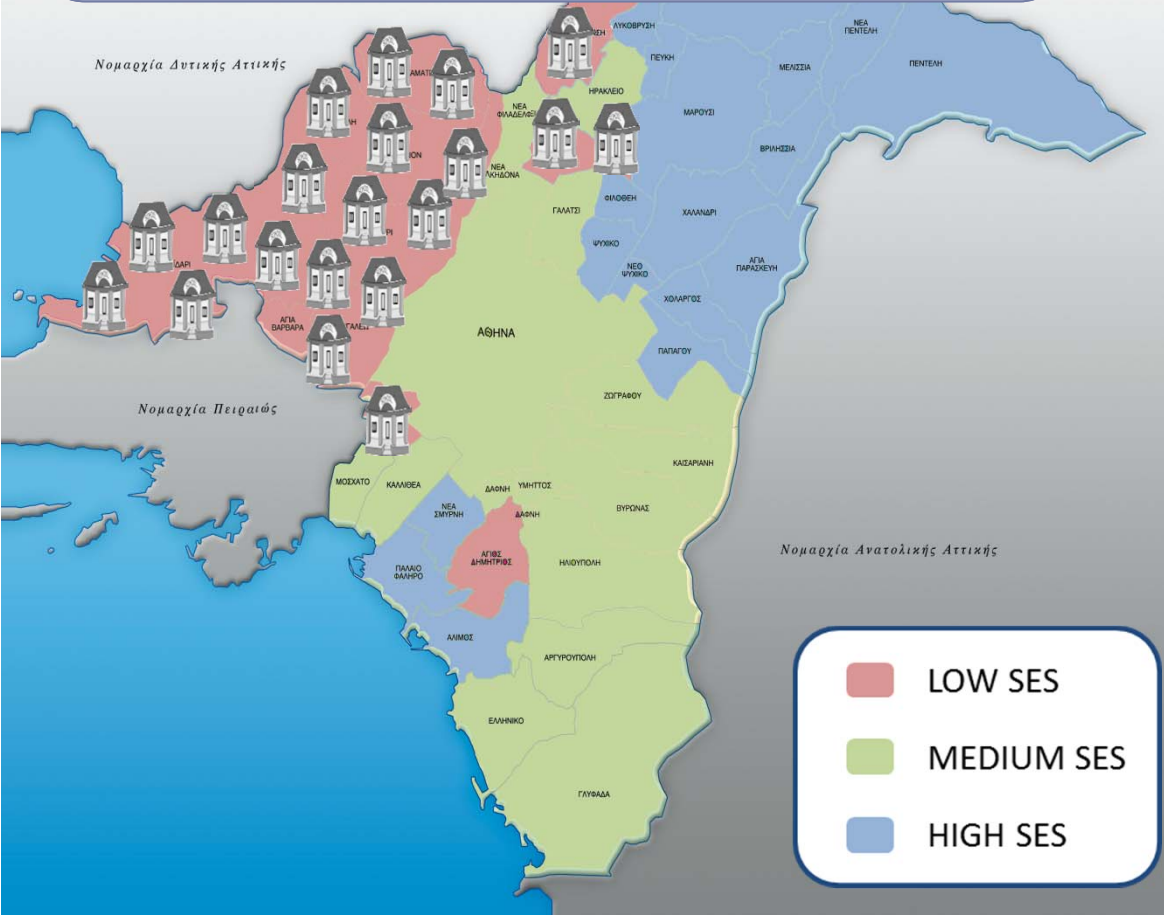 ΛΥΚΟΒΡΥΣΗ
ΝΕΑ
ΠΕΝΤΕΛΗ
ΠΕΥΚΗ
ΜΕΛΙΣΣΙΑ
ΠΕΝΤΕΛΗ
Νομαρχία Δυτικής Αττικής
ΗΡΑΚΛΕΙΟ
ΝΕΑ
ΜΑΡΟΥΣΙ
ΒΡΙΛΗΣΣΙΑ
ΝΕΑ
ΦΙΛΟΘΕΗ
ΓΑΛΑΤΣΙ
ΧΑΛΑΝΔΡΙ
ΨΥΧΙΚΟ
ΝΕΟ
ΨΥΧΙΚΟ
ΑΓΙΑ
ΠΑΡΑΣΚΕΥΗ
ΧΟΛΑΡΓΟΣ
ΑΓΙΑ
ΒΑΡΒΑΡΑ
ΑΘΗΝΑ
ΠΑΠΑΓΟΥ
ΖΩΓΡΑΦΟΥ
Νομαρχία Πειραιώς
ΚΑΙΣΑΡΙΑΝΗ
ΜΟΣΧΑΤΟ
ΚΑΛΛΙΘΕΑ
ΔΑΦΝΗ
ΥΜΗΤΤΟΣ
ΝΕΑ
ΣΜΥΡΝΗ
ΔΑΦΝΗ
ΒΥΡΩΝΑΣ
Νομαρχία Ανατολικής Αττικής
ΑΓΙΟΣ
ΔΗΜΗΤΡΙΟΣ
ΗΛΙΟΥΠΟΛΗ
ΠΑΛΑΙΟ
ΦΑΛΗΡΟ
ΑΛΙΜΟΣ
ΑΡΓΥΡΟΥΠΟΛΗ
ΕΛΛΗΝΙΚΟ
ΓΛΥΦΑΔΑ
LOW SES
MEDIUM SES
HIGH SES